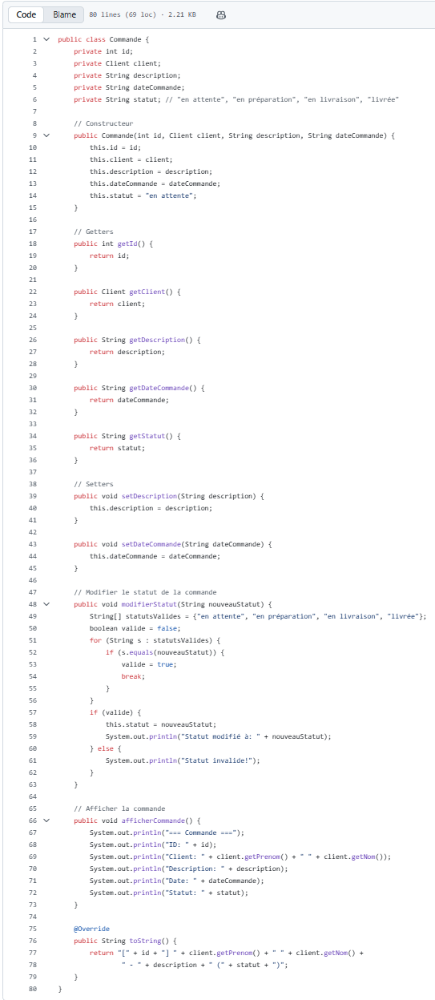 Code Blame 80 lines (69 loc) · 2.21 KB
1 public class Commande {
2 private int id;
3 private Client client;
4 private String description;
5 private String dateCommande;
6 private String statut; // "en attente", "en préparation", "en livraison", "livrée"
7
8 // Constructeur
9 public Commande(int id, Client client, String description, String dateCommande) {
10 this.id = id;
11 this.client = client;
12 this.description = description;
13 this.dateCommande = dateCommande;
14 this.statut = "en attente";
15 }
16
17 // Getters
18 public int getId() {
19 return id;
20 }
21
22 public Client getClient() {
23 return client;
24 }
25
26 public String getDescription() {
27 return description;
28 }
29
30 public String getDateCommande() {
31 return dateCommande;
32 }
33
34 public String getStatut() {
35 return statut;
36 }
37
38 // Setters
39 public void setDescription(String description) {
40 this.description = description;
41 }
42
43 public void setDateCommande(String dateCommande) {
44 this.dateCommande = dateCommande;
45 }
46
47 // Modifier le statut de la commande
48 public void modifierStatut(String nouveauStatut) {
49 String[] statutsValides = {"en attente", "en préparation", "en livraison", "livrée"};
50 boolean valide = false;
51 for (String s : statutsValides) {
52 if (s.equals(nouveauStatut)) {
53 valide = true;
54 break;
55 }
56 }
57 if (valide) {
58 this.statut = nouveauStatut;
59 System.out.println("Statut modifié à: " + nouveauStatut);
60 } else {
61 System.out.println("Statut invalide!");
62 }
63 }
64
65 // Afficher la commande
66 public void afficherCommande() {
67 System.out.println("=== Commande ===");
68 System.out.println("ID: " + id);
69 System.out.println("Client: " + client.getPrenom() + " " + client.getNom());
70 System.out.println("Description: " + description);
71 System.out.println("Date: " + dateCommande);
72 System.out.println("Statut: " + statut);
73 }
74
75 @Override
76 public String toString() {
77 return "[" + id + "] " + client.getPrenom() + " " + client.getNom() +
78 " - " + description + " (" + statut + ")";
79 }
80 }